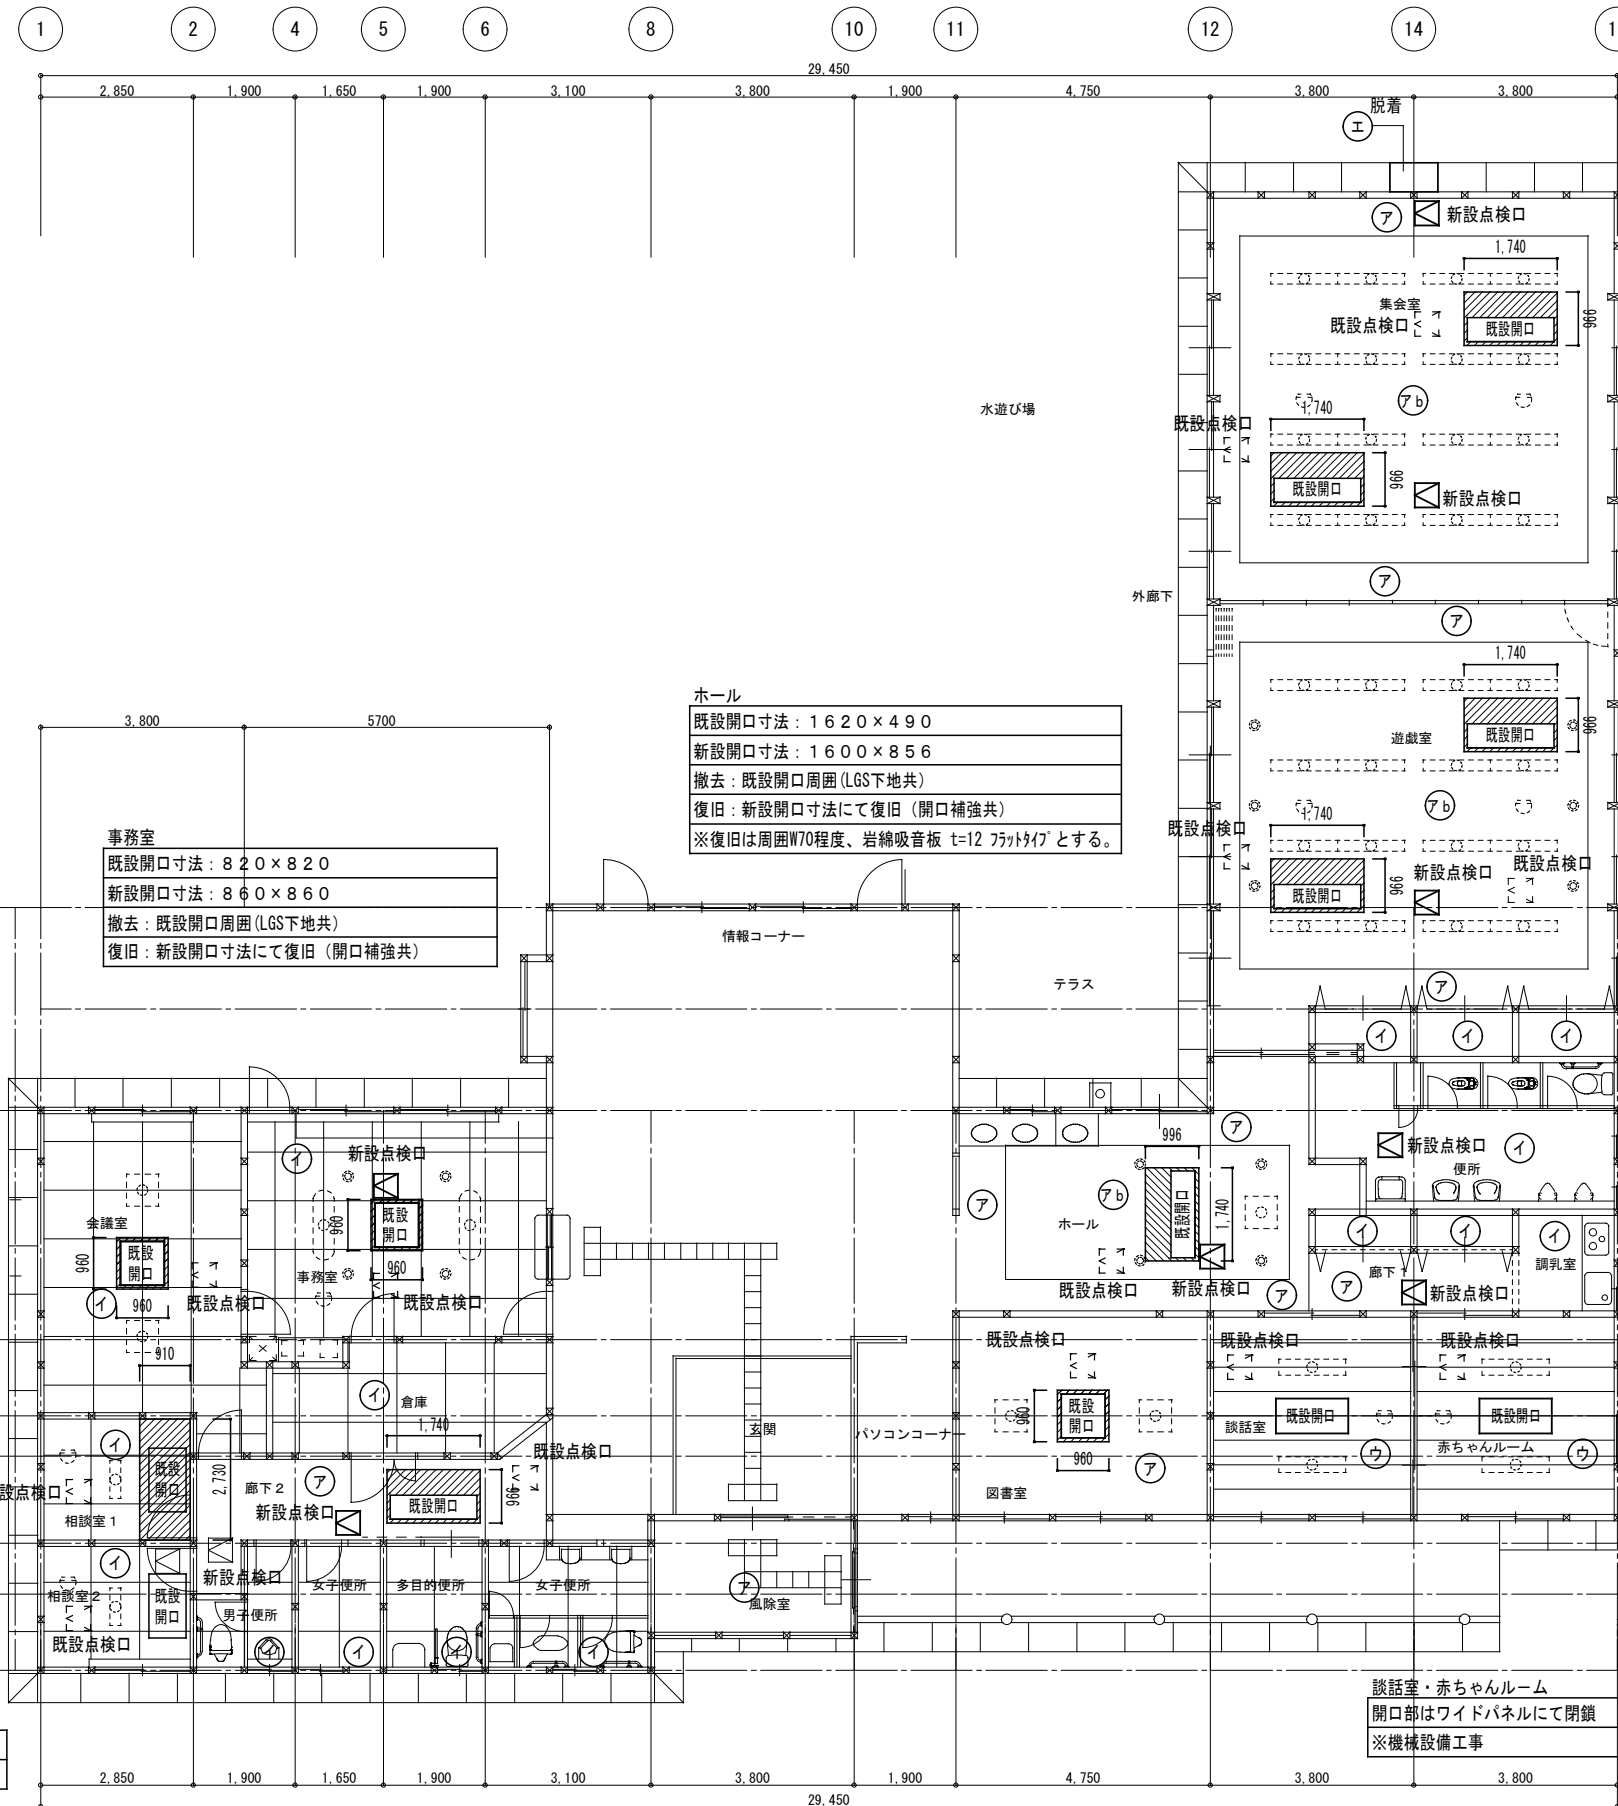 1 2 4 5 6 8 10 11 12 14
29,450
2,850 1,900 1,650 1,900 3,100 3,800 1,900 4,750 3,800 3,800
脱着
エ
ア
新設点検口
1,740
集会室
既設点検口
既設開口
966
水遊び場
1,740
アb
既設点検口
966
既設開口
新設点検口
ア
外廊下
ア
1,740
ホール
既設開口寸法：１６２０×４９０
新設開口寸法：１６００×８５６
撤去：既設開口周囲(LGS下地共)
復旧：新設開口寸法にて復旧（開口補強共）
※復旧は周囲W70程度、岩綿吸音板 t=12 ﾌﾗｯﾄﾀｲﾌﾟとする。
3,800 5700
遊戯室
既設開口
966
アb
1,740
既設点検口
事務室
既設開口寸法：８２０×８２０
新設開口寸法：８６０×８６０
撤去：既設開口周囲(LGS下地共)
復旧：新設開口寸法にて復旧（開口補強共）
新設点検口
既設点検口
966
既設開口
情報コーナー
テラス
ア
イ イ イ
ア
996
新設点検口
イ
便所
イ
新設点検口
960
既設
開口
960
事務室
既設点検口
会議室
960
既設
開口
960
イ
既設点検口
910
ア
アb
ホール
既設開口
1,740
既設点検口
新設点検口
ア
イ イ イ
調乳室
廊下1
ア
新設点検口
既設点検口
既設点検口
既設点検口
イ
倉庫
1,740
既設点検口
玄関
パソコンコーナー
960
既設
開口
960
ア
図書室
既設開口
談話室
ウ
既設開口
赤ちゃんルーム
ウ
イ
既設
開口
2,730
設点検口
相談室１
廊下２
ア
新設点検口
既設開口
966
イ
相談室2
既設
開口
既設点検口
新設点検口
男子便所
女子便所
多目的便所
女子便所
イ イ イ イ
ア
風除室
談話室・赤ちゃんルーム
開口部はワイドパネルにて閉鎖
※機械設備工事
2,850 1,900 1,650 1,900 3,100 3,800 1,900 4,750 3,800 3,800
29,450